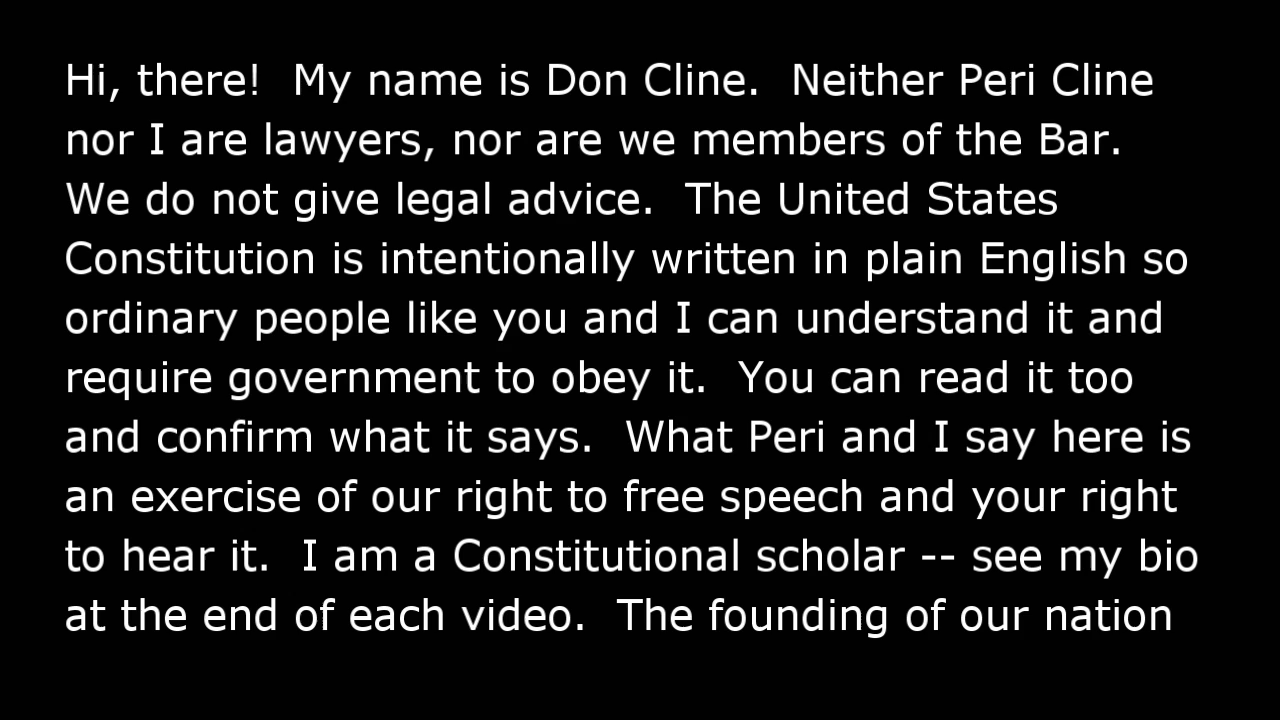 Hi, there!  My name is Don Cline.  Neither Peri Cline
nor I are lawyers, nor are we members of the Bar.
We do not give legal advice.  The United States
Constitution is intentionally written in plain English so
ordinary people like you and I can understand it and
require government to obey it.  You can read it too
and confirm what it says.  What Peri and I say here is
an exercise of our right to free speech and your right
to hear it.  I am a Constitutional scholar -- see my bio
at the end of each video.  The founding of our nation